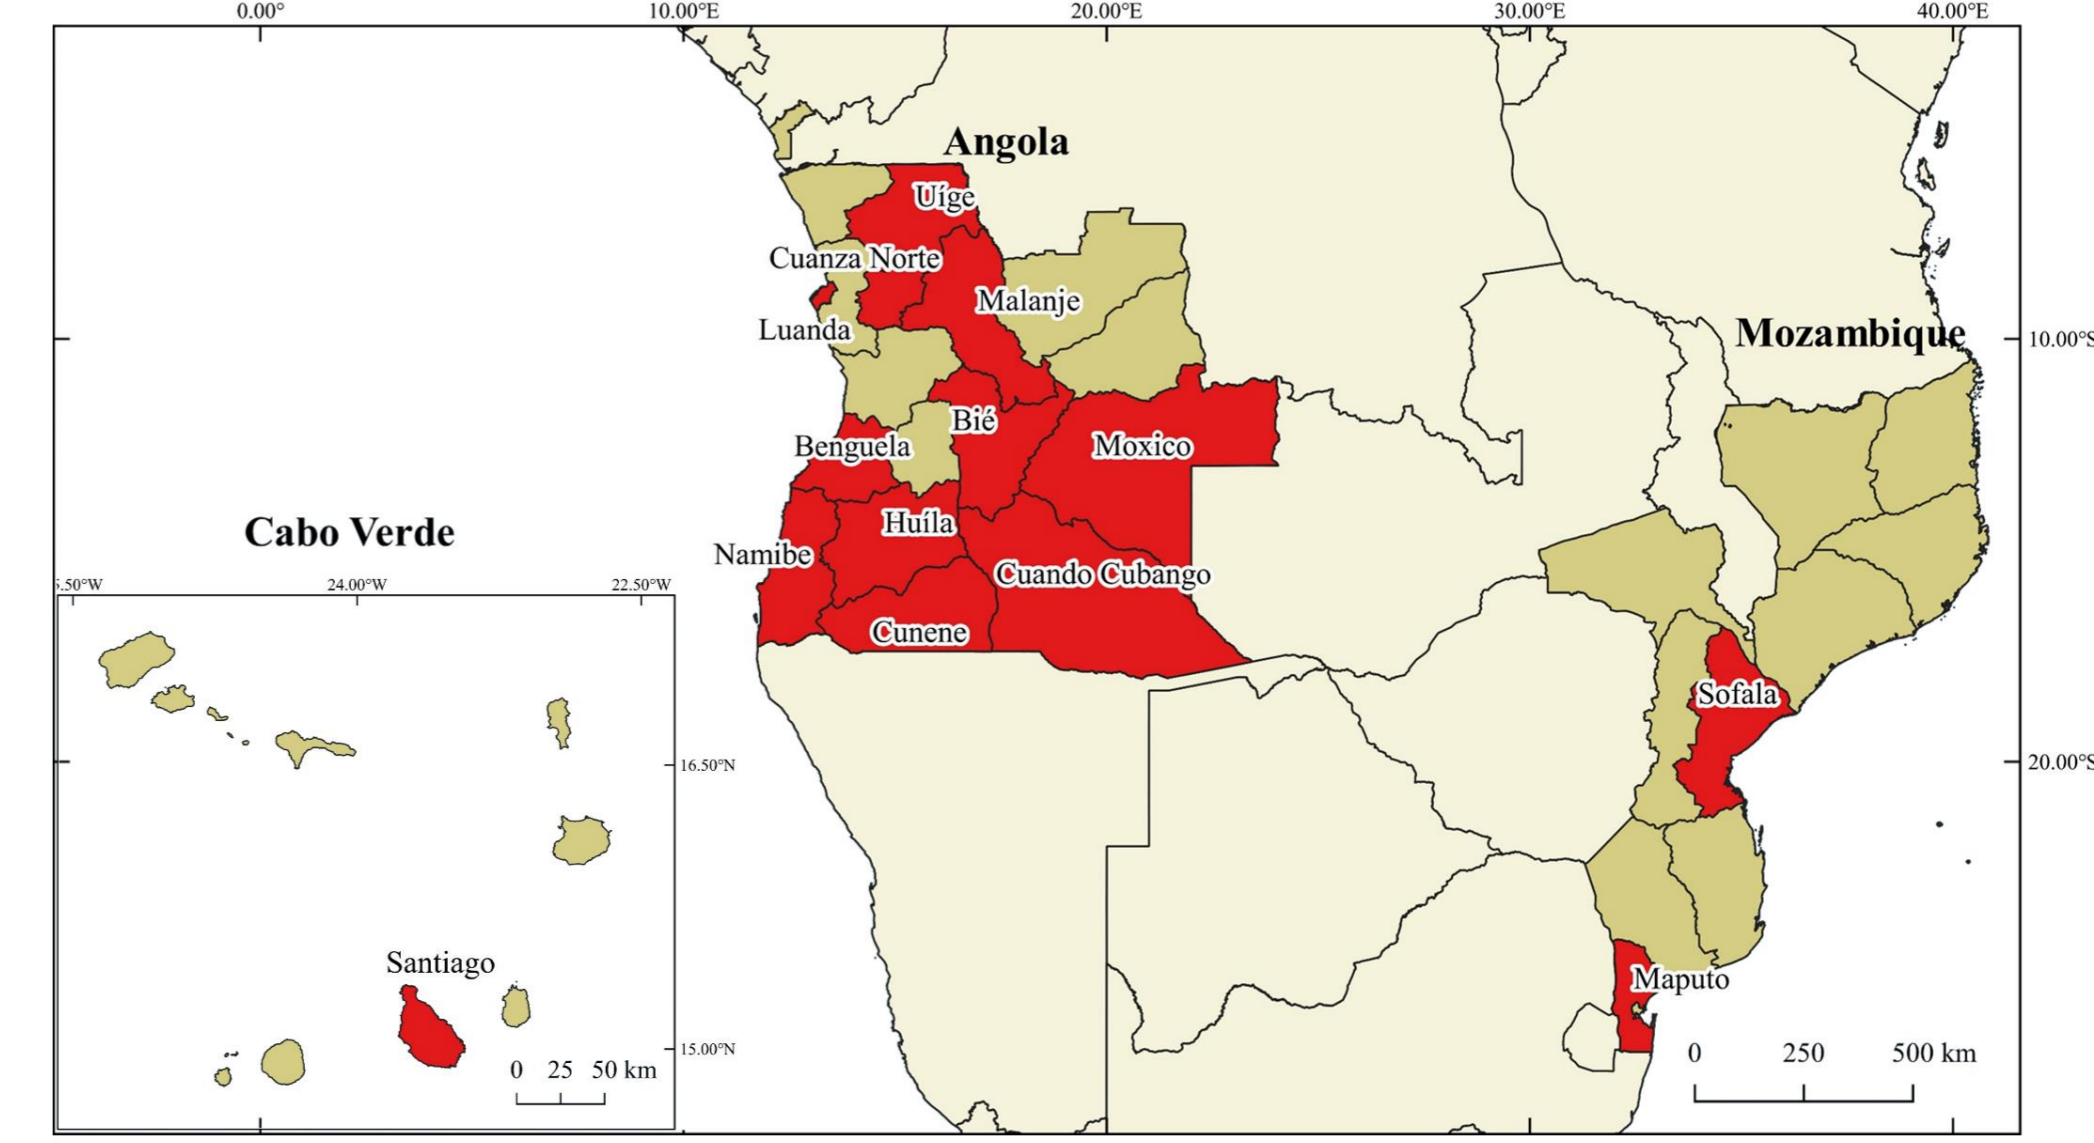 0.00°
10.00°E
20.00°E
30.00°E
40.00°E
Angola
Uíge
Cuanza Norte
Malanje
Luanda
Mozambique
10.00°S
Bié
Benguela
Moxico
Huíla
Cabo Verde
Namibe
Cuando Cubango
5.50°W
24.00°W
22.50°W
Cunene
Sofala
16.50°N
20.00°S
Santiago
Maputo
15.00°N
0 25 50 km
0 250 500 km